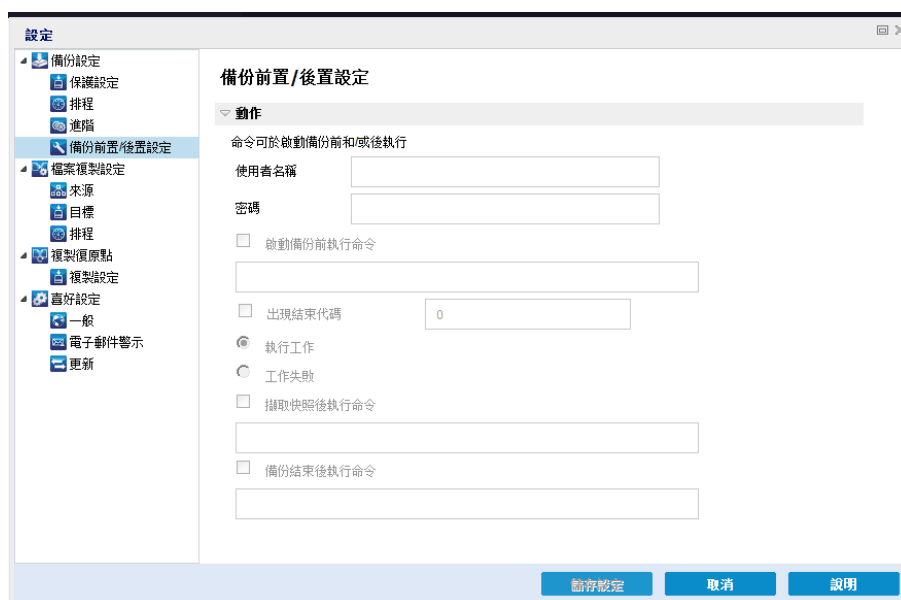 設定
備份設定
保護設定
排程
進階
備份前置/後置設定
檔案複製設定
來源
目標
排程
複製復原點
複製設定
喜好設定
一般
電子郵件警示
更新
備份前置/後置設定
動作
命令可於啟動備份前和/或後執行
使用者名稱
密碼
啟動備份前執行命令
出現結束代碼 0
執行工作
工作失敗
擷取快照後執行命令
備份結束後執行命令
儲存設定 取消 說明